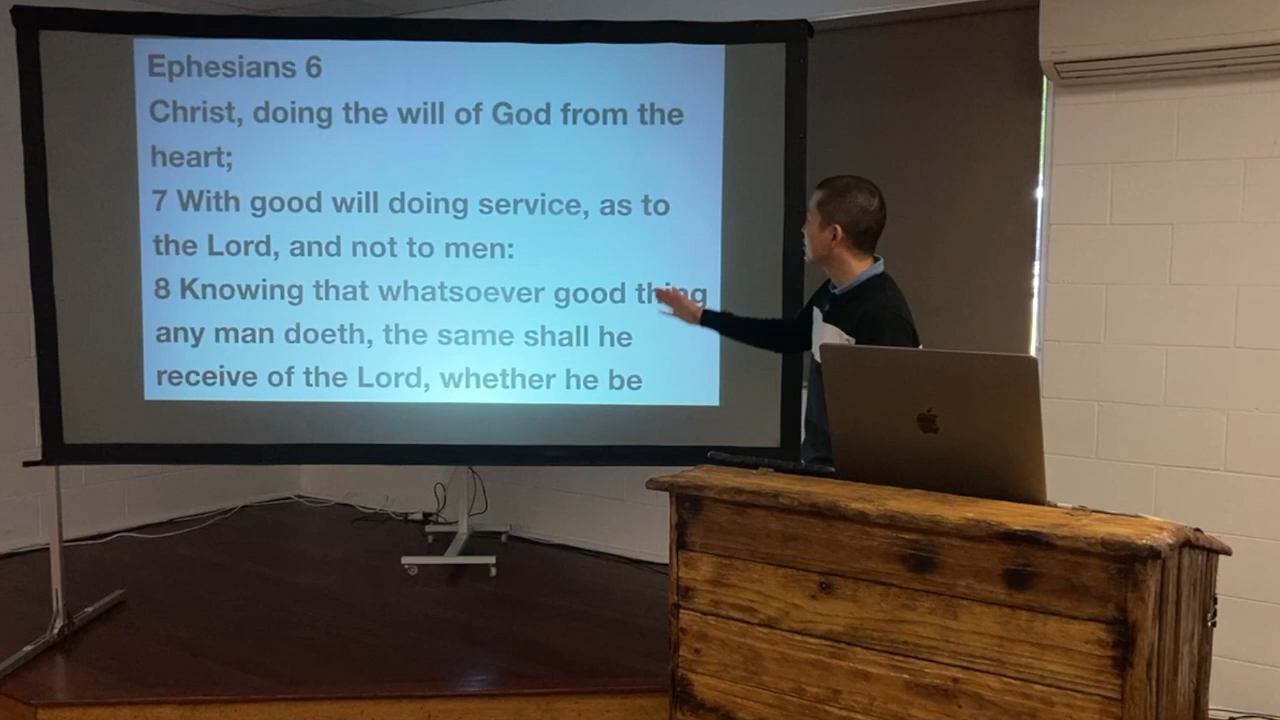 Ephesians 6
Christ, doing the will of God from the
heart;
7 With good will doing service, as to
the Lord, and not to men:
8 Knowing that whatsoever good thing
any man doeth, the same shall he
receive of the Lord, whether he be